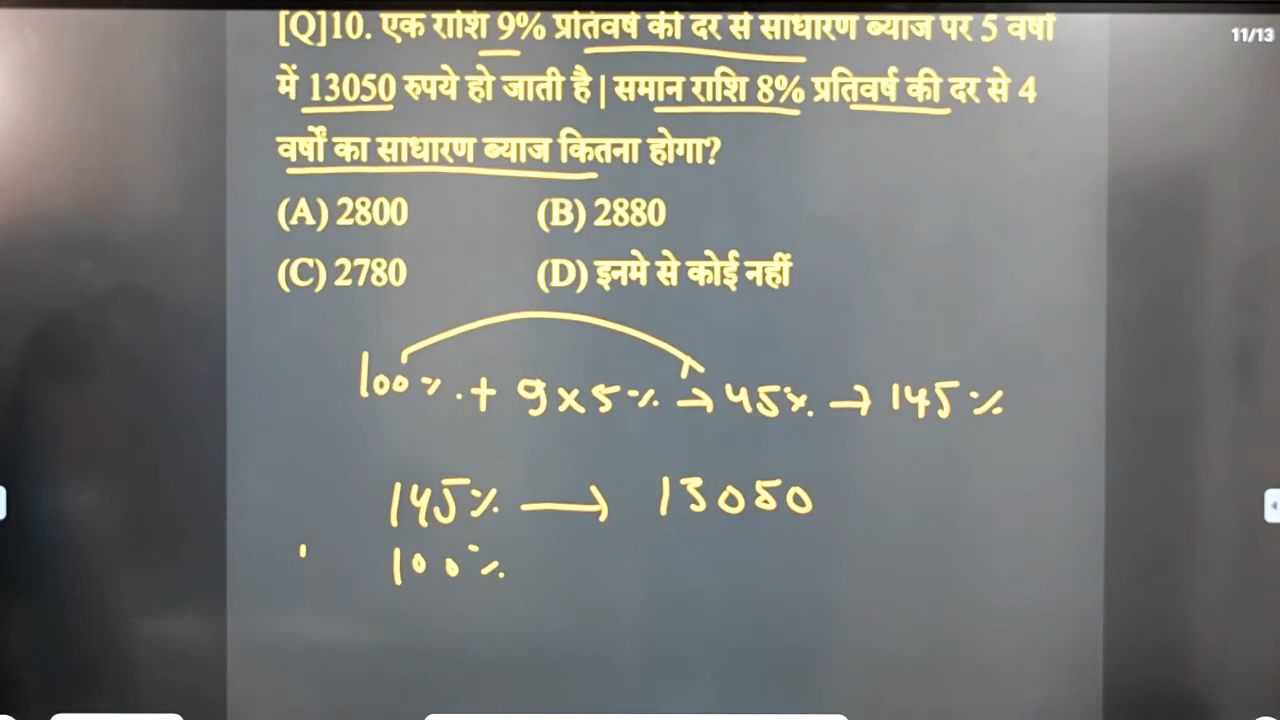 11/13
[Q]10. एक राशि 9% प्रतिवर्ष की दर से साधारण ब्याज पर 5 वर्षों
में 13050 रुपये हो जाती है | समान राशि 8% प्रतिवर्ष की दर से 4
वर्षों का साधारण ब्याज कितना होगा?
(A) 2800 (B) 2880
(C) 2780 (D) इनमे से कोई नहीं
100% + 9 × 5% → 45% → 145%
145% → 13050
100%